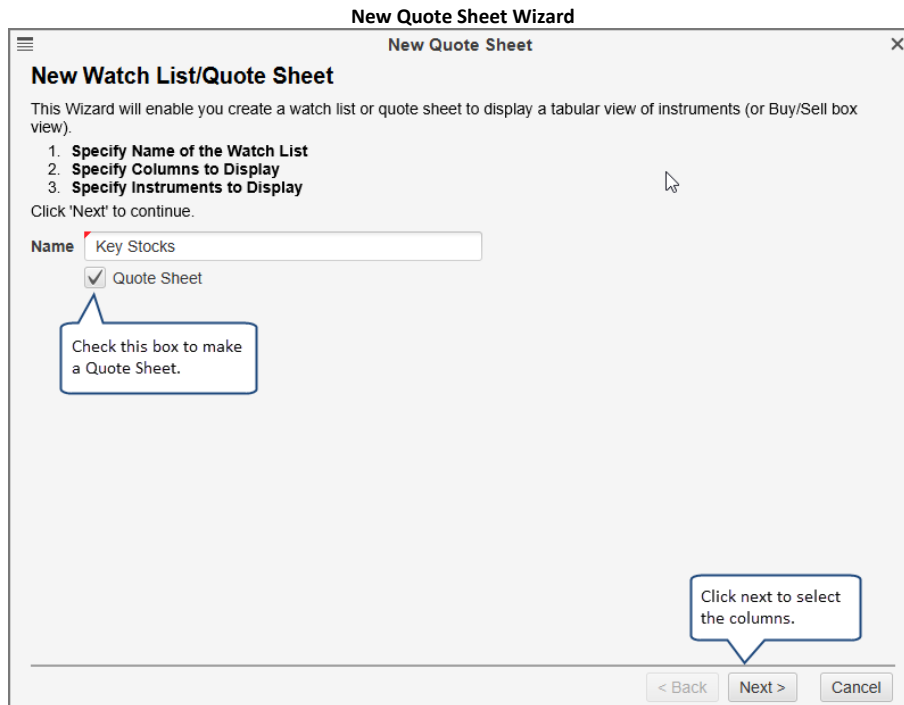 New Quote Sheet Wizard
New Quote Sheet
New Watch List/Quote Sheet
This Wizard will enable you create a watch list or quote sheet to display a tabular view of instruments (or Buy/Sell box
view).
1. Specify Name of the Watch List
2. Specify Columns to Display
3. Specify Instruments to Display
Click 'Next' to continue.
Name Key Stocks
Quote Sheet
Check this box to make
a Quote Sheet.
Click next to select
the columns.
< Back Next > Cancel